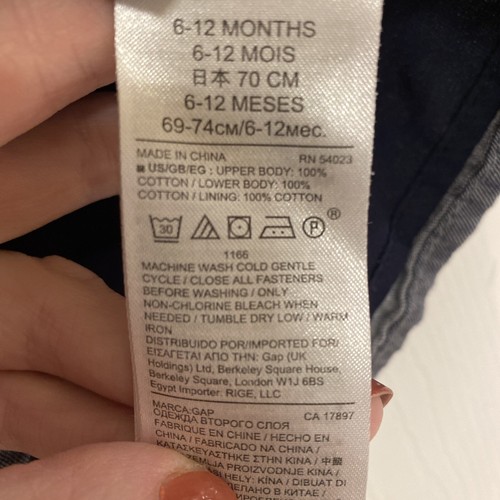 6-12 MONTHS
6-12 MOIS
日本 70 CM
6-12 MESES
69-74см/6-12мес.
MADE IN CHINA RN 54023
US/GB/EG : UPPER BODY: 100%
COTTON / LOWER BODY: 100%
COTTON / LINING: 100% COTTON
30 P ®
1166
MACHINE WASH COLD GENTLE
CYCLE / CLOSE ALL FASTENERS
BEFORE WASHING / ONLY
NON-CHLORINE BLEACH WHEN
NEEDED / TUMBLE DRY LOW / WARM
IRON
DISTRIBUIDO POR/IMPORTED FOR/
ΕΙΣΑΓΕΤΑΙ ΑΠΟ ΤΗΝ: Gap (UK
Holdings) Ltd, Berkeley Square House,
Berkeley Square, London W1J 6BS
Egypt Importer: RIGE, LLC
MARCA:GAP CA 17897
ОДЕЖДА ВТОРОГО СЛОЯ
FABRIQUE EN CHINE / HECHO EN
CHINA / FABRICADO NA CHINA /
ΚΑΤΑΣΚΕΥΑΣΤΗΚΕ ΣΤΗΝ ΚΙΝΑ / 中國
ZEMLJA PROIZVODNJE KINA /
HELY: KÍNA / DIBUAT DI
ДЕЛАНО В КИТАЕ /